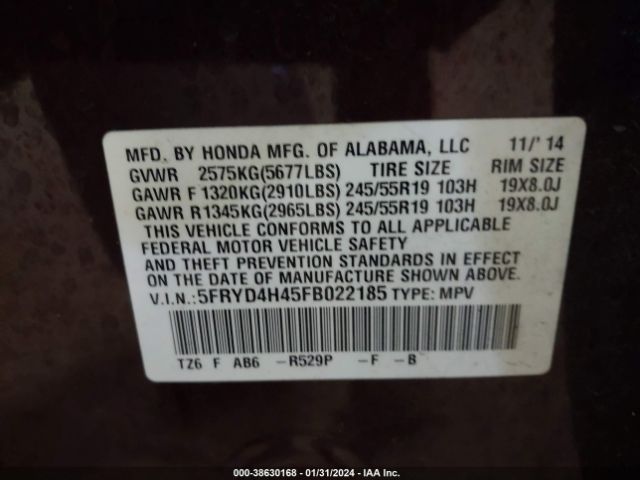 MFD. BY HONDA MFG. OF ALABAMA, LLC 11/' 14
GVWR 2575KG(5677LBS) TIRE SIZE RIM SIZE
GAWR F 1320KG(2910LBS) 245/55R19 103H 19X8.0J
GAWR R 1345KG(2965LBS) 245/55R19 103H 19X8.0J
THIS VEHICLE CONFORMS TO ALL APPLICABLE
FEDERAL MOTOR VEHICLE SAFETY
AND THEFT PREVENTION STANDARDS IN EFFECT
ON THE DATE OF MANUFACTURE SHOWN ABOVE.
V.I.N.:5FRYD4H45FB022185 TYPE: MPV
TZ6 F AB6 -R529P -F -B
000-38630168 - 01/31/2024 - IAA Inc.